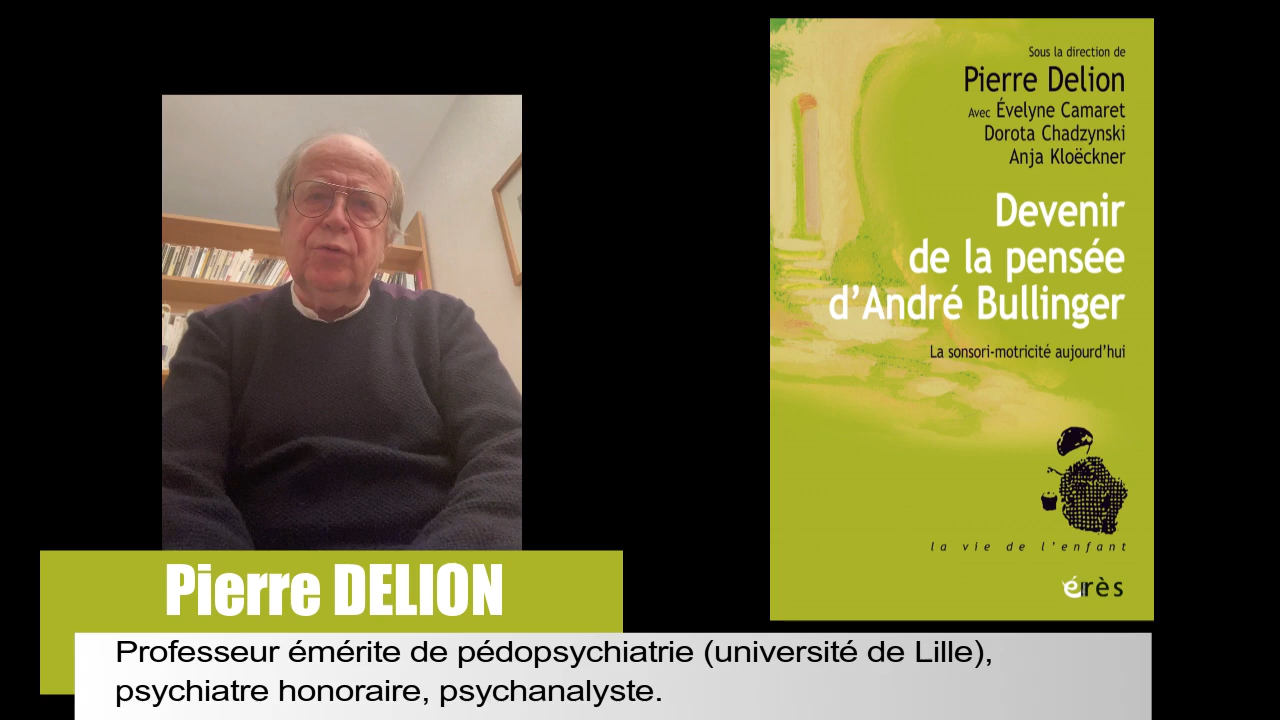 Sous la direction de
Pierre Delion
Avec Évelyne Camaret
Dorota Chadzynski
Anja Kloëckner
Devenir
de la pensée
d'André Bullinger
La sonsori-motricité aujourd'hui
la vie de l'enfant
érès
Pierre DELION
Professeur émérite de pédopsychiatrie (université de Lille),
psychiatre honoraire, psychanalyste.